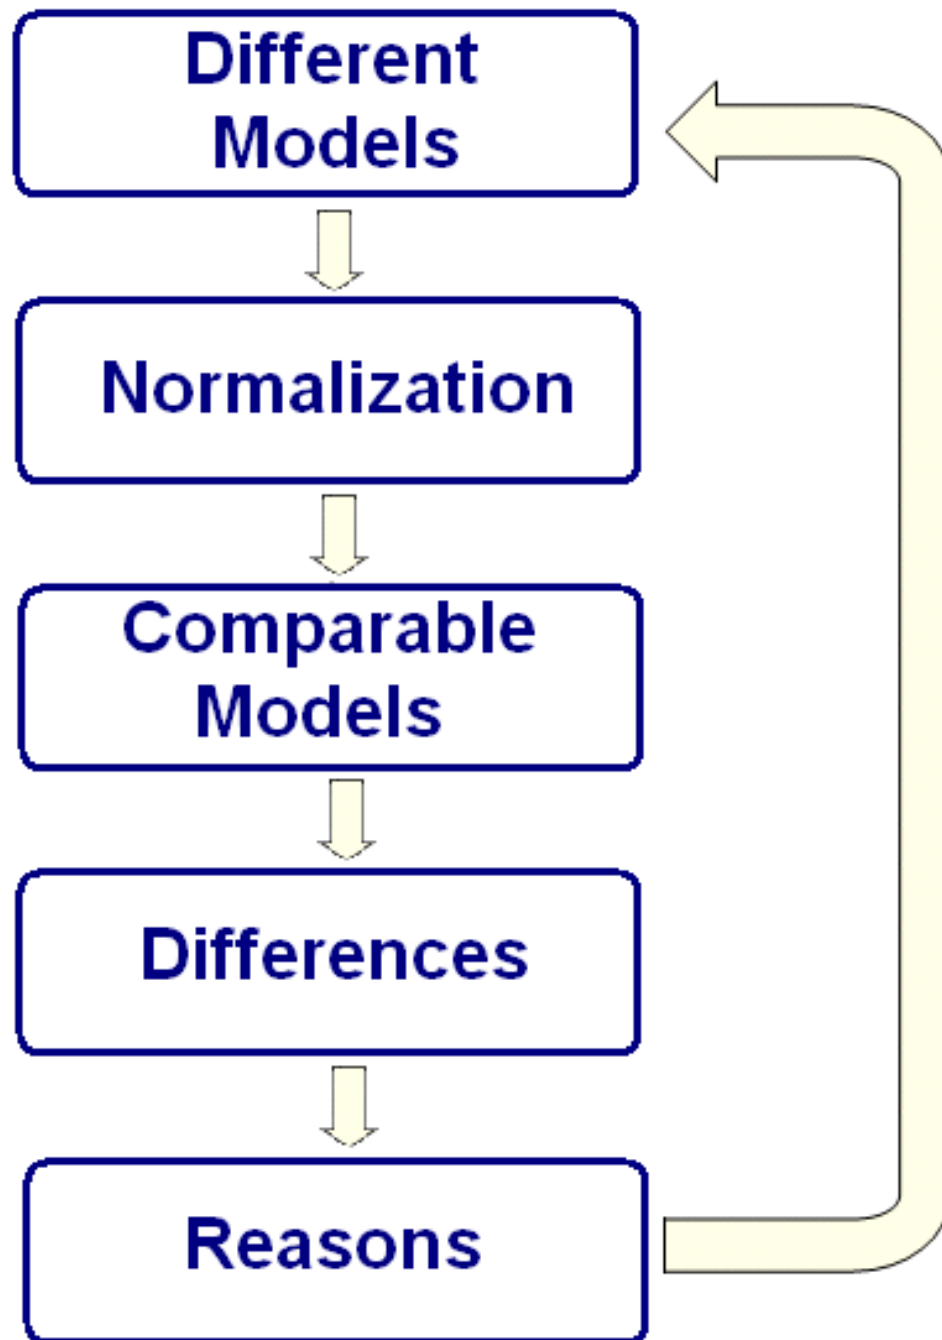 Different
Models
Normalization
Comparable
Models
Differences
Reasons